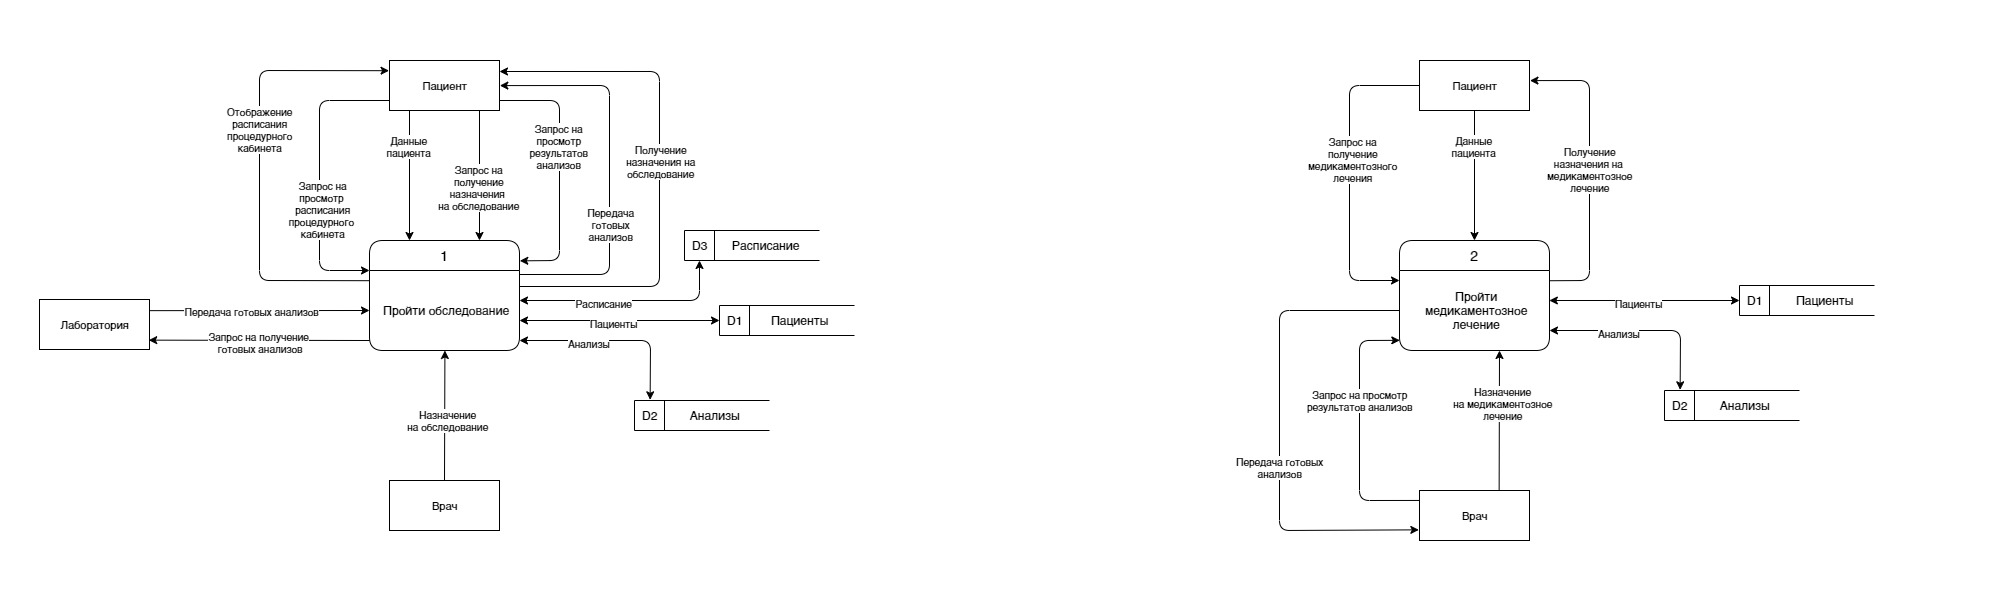 Пациент
Отображение
расписания
процедурного
кабинета
Запрос на
просмотр
расписания
процедурного
кабинета
Данные
пациента
Запрос на
получение
назначения
на обследование
Запрос на
просмотр
результатов
анализов
Передача
готовых
анализов
Получение
назначения на
обследование
1
Пройти обследование
D3 Расписание
Расписание
D1 Пациенты
Пациенты
Анализы
D2 Анализы
Лаборатория
Передача готовых анализов
Запрос на получение
готовых анализов
Назначение
на обследование
Врач
Пациент
Запрос на
получение
медикаментозного
лечения
Данные
пациента
Получение
назначения на
медикаментозное
лечение
2
Пройти
медикаментозное
лечение
Пациенты
D1 Пациенты
Анализы
D2 Анализы
Запрос на просмотр
результатов анализов
Назначение
на медикаментозное
лечение
Передача готовых
анализов
Врач